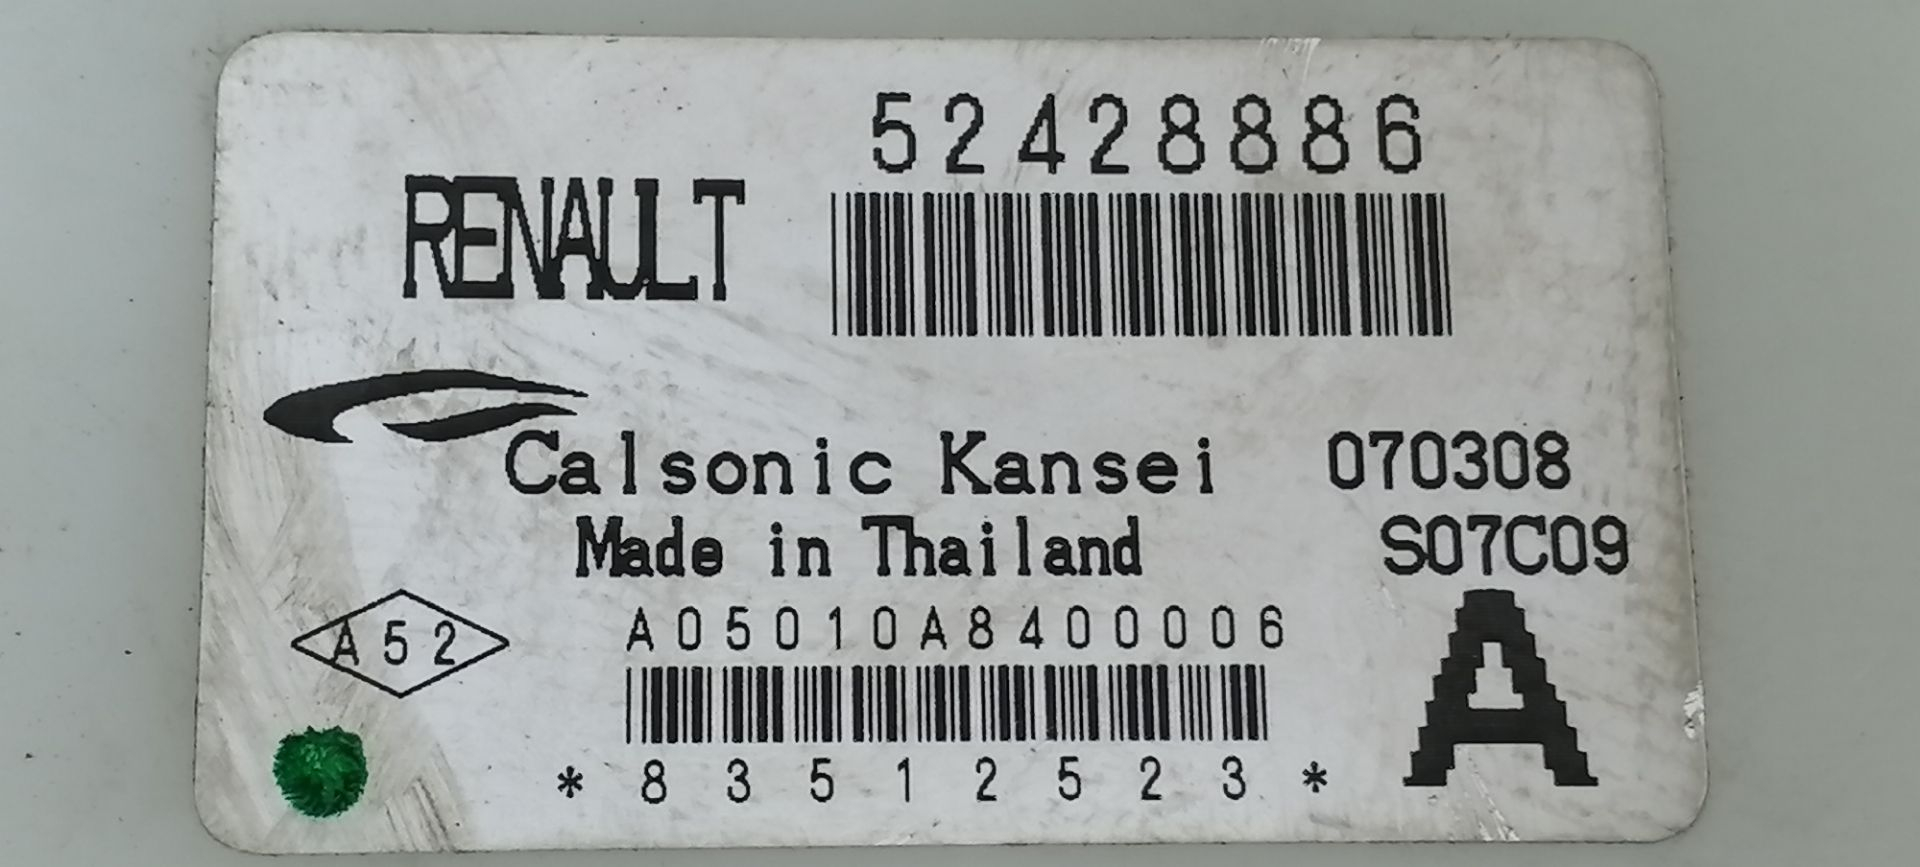 52428886
RENAULT
Calsonic Kansei 070308
Made in Thailand S07C09
A52 A05010A8400006 A
*83512523*